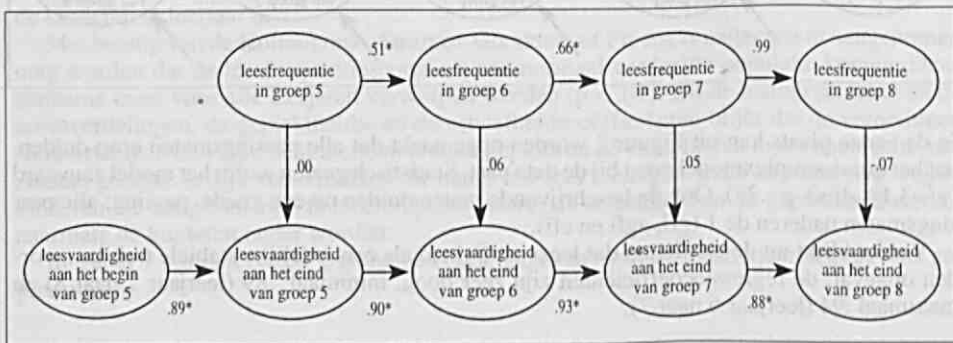 .51*
.66*
.99
leesfrequentie
in groep 5
leesfrequentie
in groep 6
leesfrequentie
in groep 7
leesfrequentie
in groep 8
.00
.06
.05
-.07
leesvaardigheid
aan het begin
van groep 5
leesvaardigheid
aan het eind
van groep 5
leesvaardigheid
aan het eind
van groep 6
leesvaardigheid
aan het eind
van groep 7
leesvaardigheid
aan het eind
van groep 8
.89*
.90*
.93*
.88*